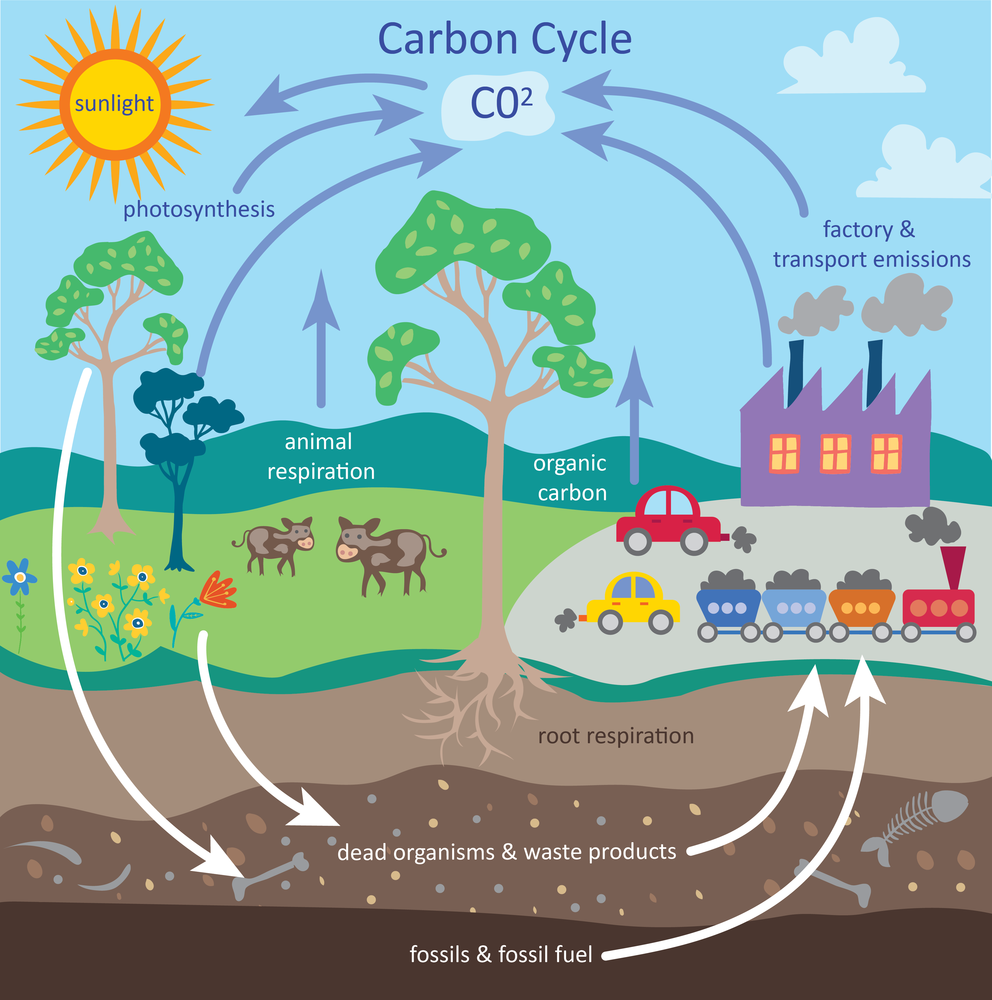 Carbon Cycle
CO²
sunlight
photosynthesis
factory &
transport emissions
animal
respiration
organic
carbon
root respiration
dead organisms & waste products
fossils & fossil fuel